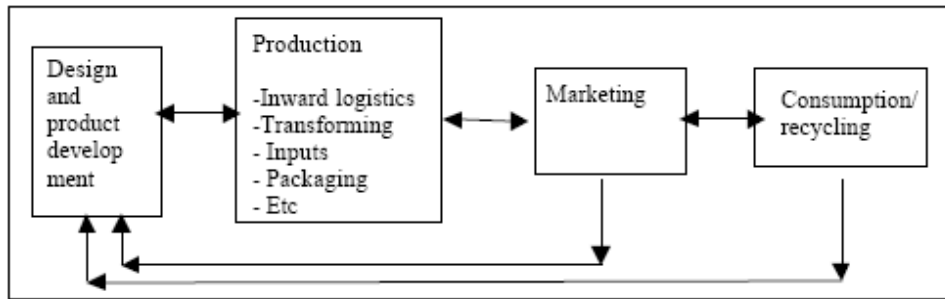 Design
and
product
develop
ment
Production
-Inward logistics
-Transforming
- Inputs
- Packaging
- Etc
Marketing
Consumption/
recycling